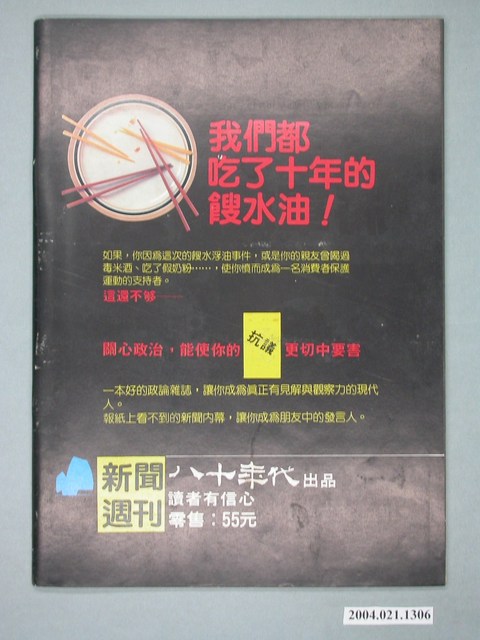 我們都
吃了十年的
餿水油！
如果，你因為這次的餿水浮油事件，或是你的親友曾喝過
毒米酒、吃了假奶粉……，使你憤而成為一名消費者保護
運動的支持者。
這還不够——
關心政治，能使你的 抗議 更切中要害
一本好的政論雜誌，讓你成為真正有見解與觀察力的現代
人。
報紙上看不到的新聞內幕，讓你成為朋友中的發言人。
新聞
週刊
八十年代出品
讀者有信心
零售：55元
2004.021.1306